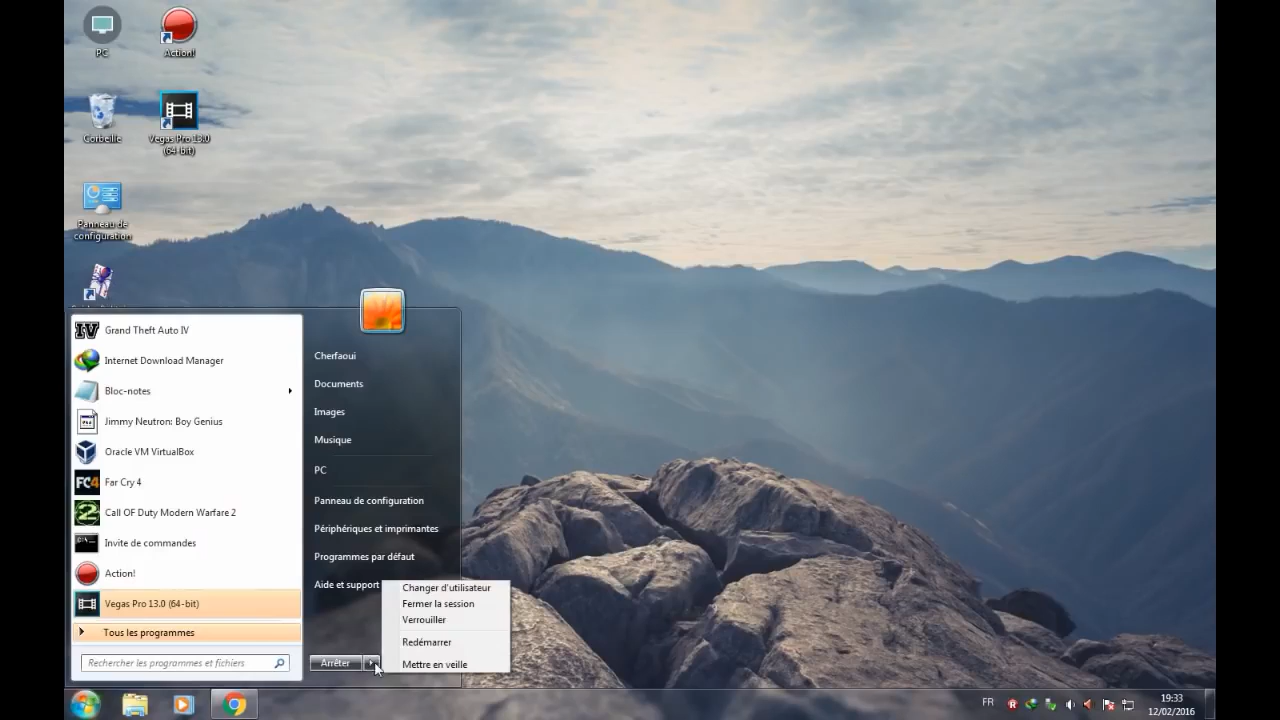 PC
Action!
Corbeille
Vegas Pro 13.0
(64-bit)
Panneau de
configuration
IV
Grand Theft Auto IV
Internet Download Manager
Bloc-notes
Jimmy Neutron: Boy Genius
Oracle VM VirtualBox
FC4
Far Cry 4
2
Call OF Duty Modern Warfare 2
Invite de commandes
Action!
Vegas Pro 13.0 (64-bit)
Tous les programmes
Rechercher les programmes et fichiers
Cherfaoui
Documents
Images
Musique
PC
Panneau de configuration
Périphériques et imprimantes
Programmes par défaut
Aide et support
Arrêter
Changer d'utilisateur
Fermer la session
Verrouiller
Redémarrer
Mettre en veille
FR
19:33
12/02/2016